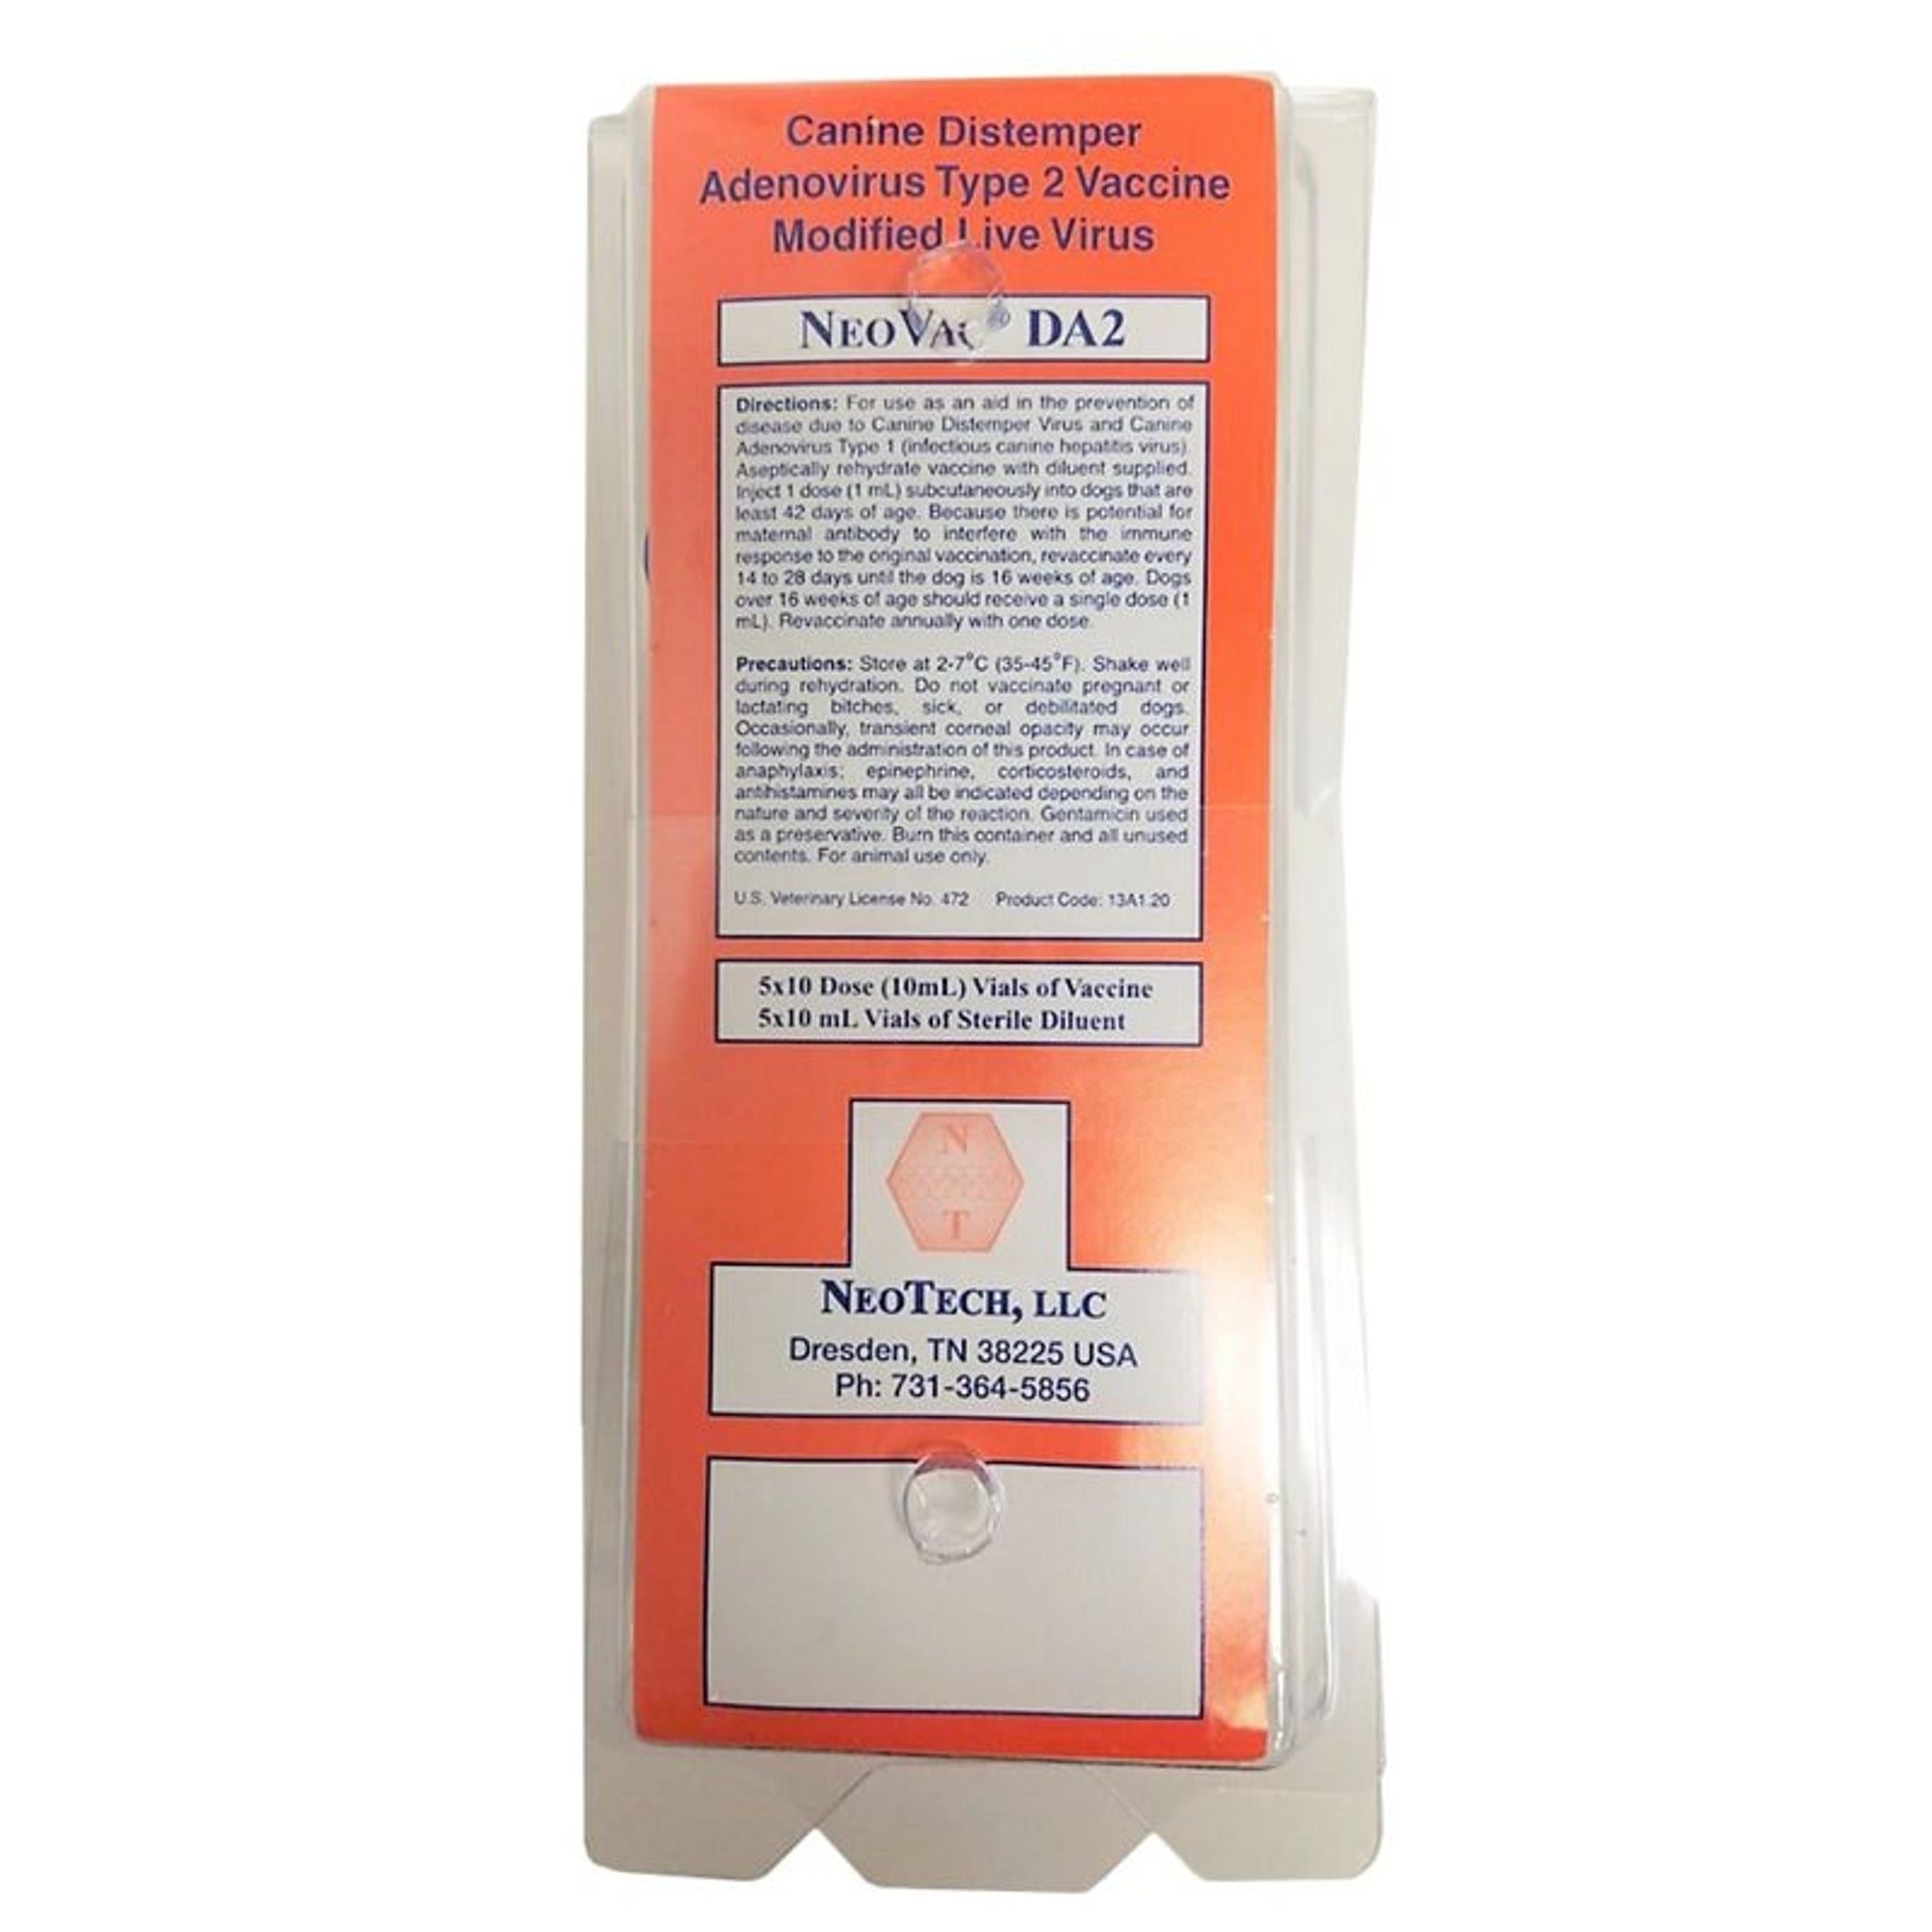 Canine Distemper
Adenovirus Type 2 Vaccine
Modified Live Virus
NEOVAC® DA2
Directions: For use as an aid in the prevention of
disease due to Canine Distemper Virus and Canine
Adenovirus Type 1 (infectious canine hepatitis virus).
Aseptically rehydrate vaccine with diluent supplied.
Inject 1 dose (1 mL) subcutaneously into dogs that are
least 42 days of age. Because there is potential for
maternal antibody to interfere with the immune
response to the original vaccination, revaccinate every
14 to 28 days until the dog is 16 weeks of age. Dogs
over 16 weeks of age should receive a single dose (1
mL). Revaccinate annually with one dose.
Precautions: Store at 2-7°C (35-45°F). Shake well
during rehydration. Do not vaccinate pregnant or
lactating bitches, sick, or debilitated dogs.
Occasionally, transient corneal opacity may occur
following the administration of this product. In case of
anaphylaxis; epinephrine, corticosteroids, and
antihistamines may all be indicated depending on the
nature and severity of the reaction. Gentamicin used
as a preservative. Burn this container and all unused
contents. For animal use only.
U.S. Veterinary License No. 472 Product Code: 13A1.20
5x10 Dose (10mL) Vials of Vaccine
5x10 mL Vials of Sterile Diluent
N
T
NEOTECH, LLC
Dresden, TN 38225 USA
Ph: 731-364-5856